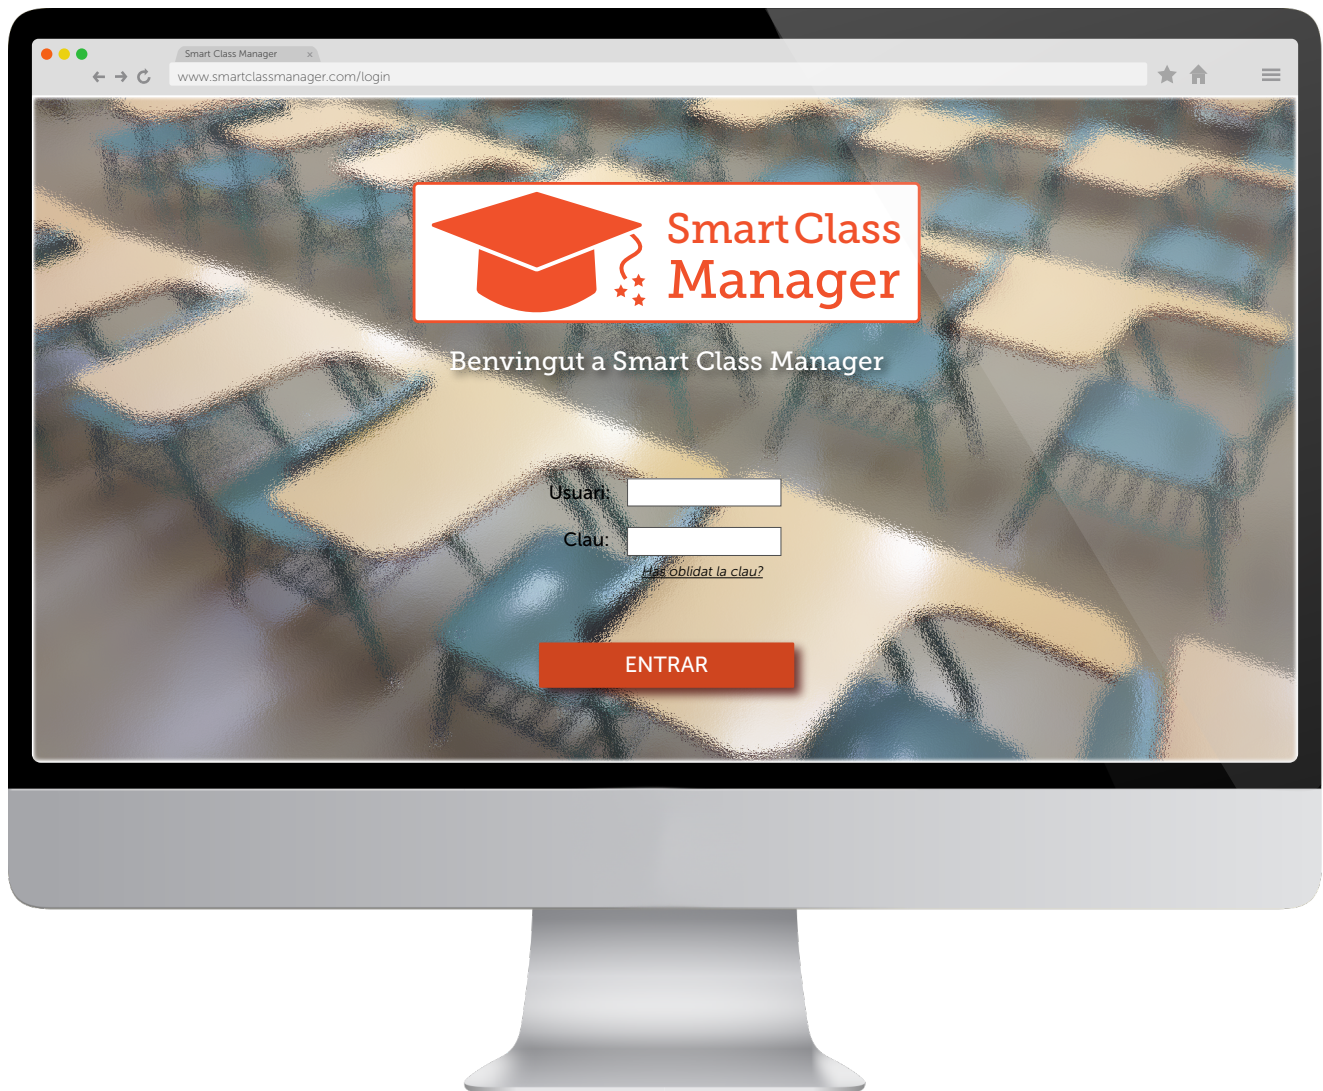 Smart Class Manager
www.smartclassmanager.com/login
Smart Class
Manager
Benvingut a Smart Class Manager
Usuari:
Clau:
Has oblidat la clau?
ENTRAR